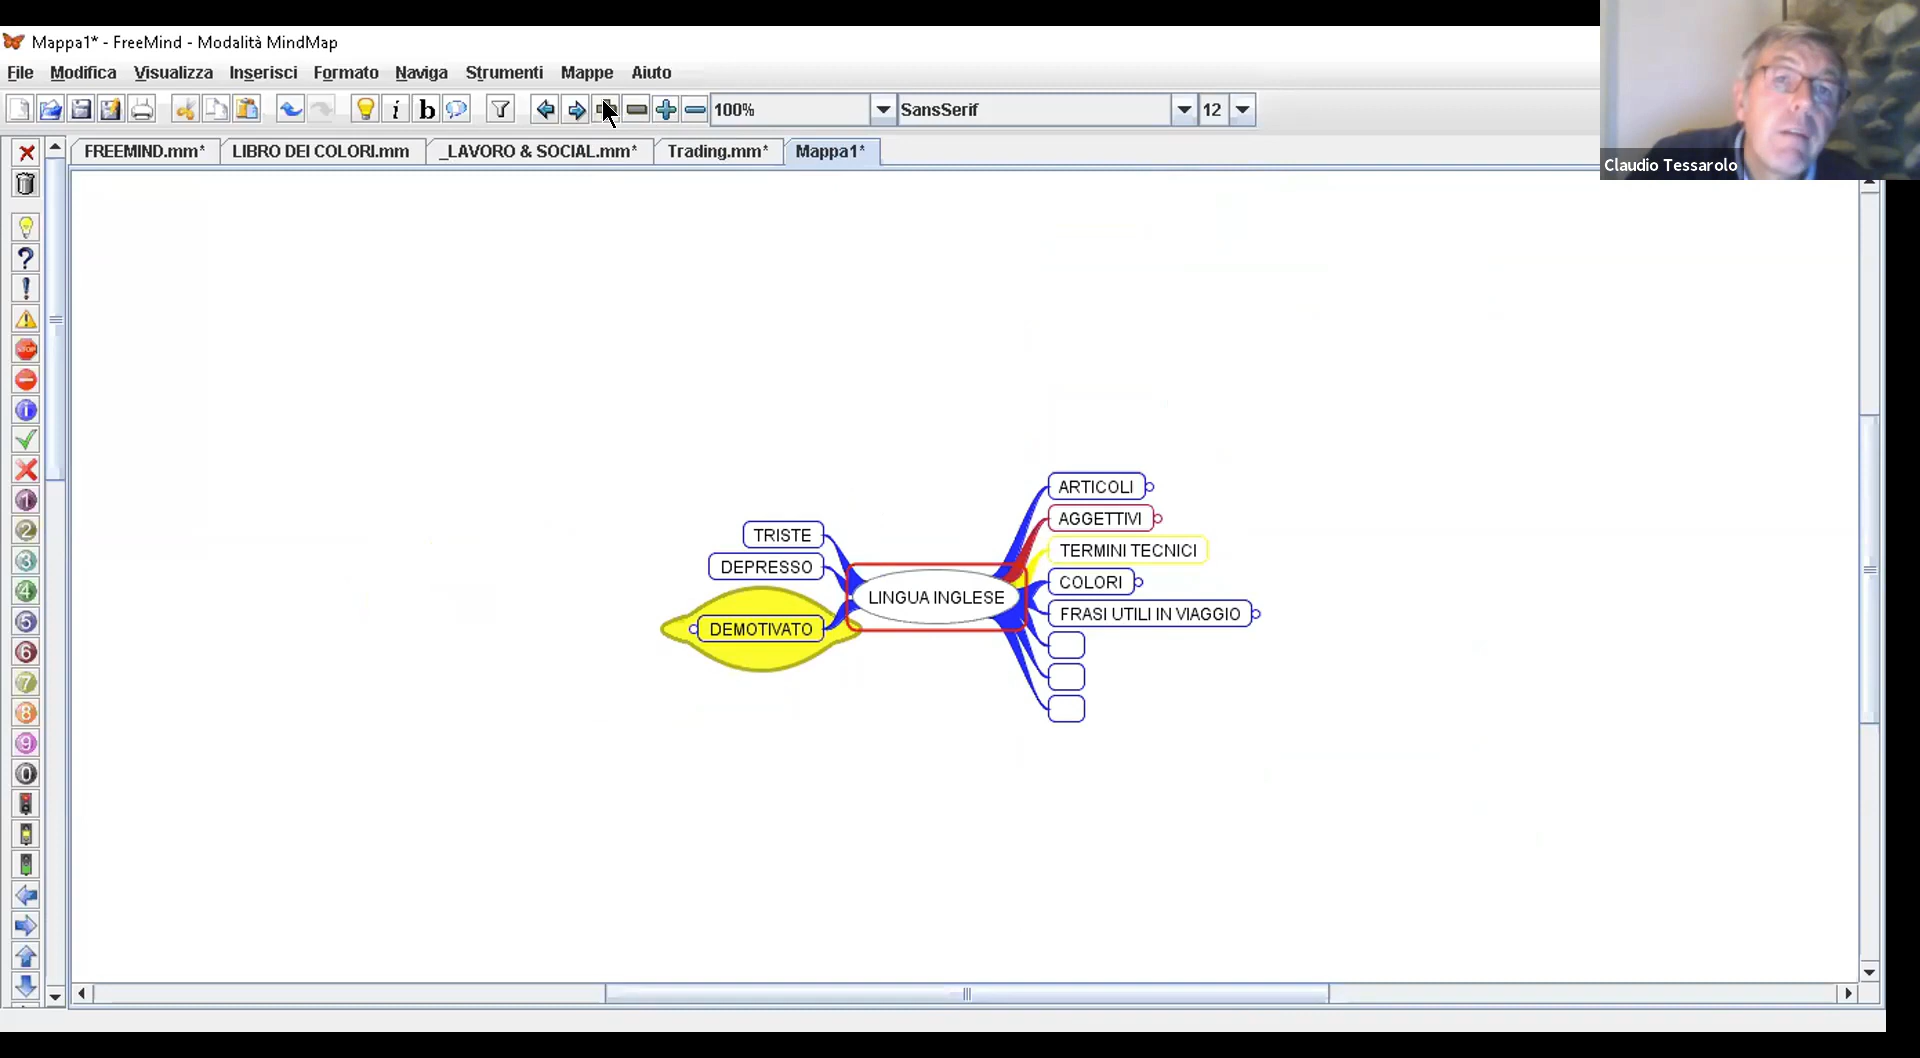 Mappa1* - FreeMind - Modalità MindMap
File Modifica Visualizza Inserisci Formato Naviga Strumenti Mappe Aiuto
100% SansSerif 12
FREEMIND.mm* LIBRO DEI COLORI.mm _LAVORO & SOCIAL.mm* Trading.mm* Mappa1*
Claudio Tessarolo
TRISTE
DEPRESSO
DEMOTIVATO
LINGUA INGLESE
ARTICOLI
AGGETTIVI
TERMINI TECNICI
COLORI
FRASI UTILI IN VIAGGIO